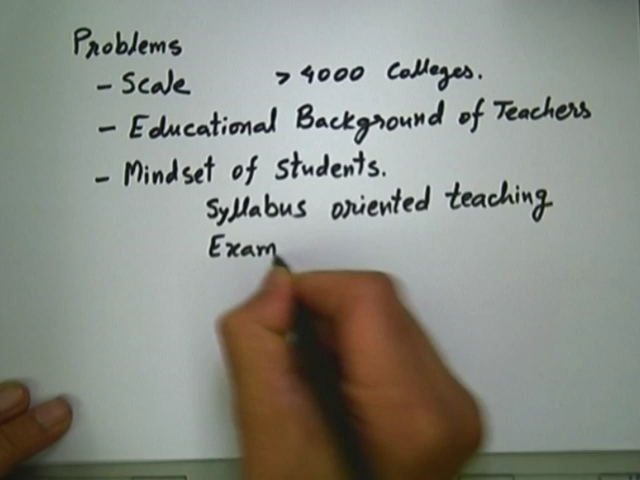 Problems
- Scale > 4000 Colleges.
- Educational Background of Teachers
- Mindset of students.
Syllabus oriented teaching
Exam